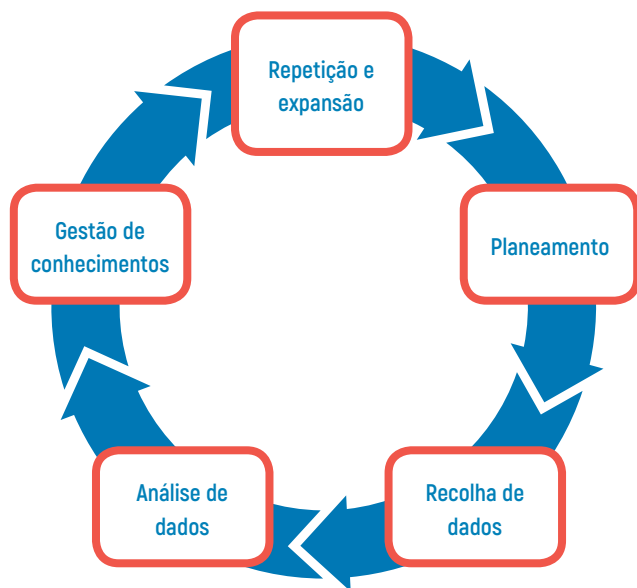 Repetição e
expansão
Planeamento
Recolha de
dados
Análise de
dados
Gestão de
conhecimentos